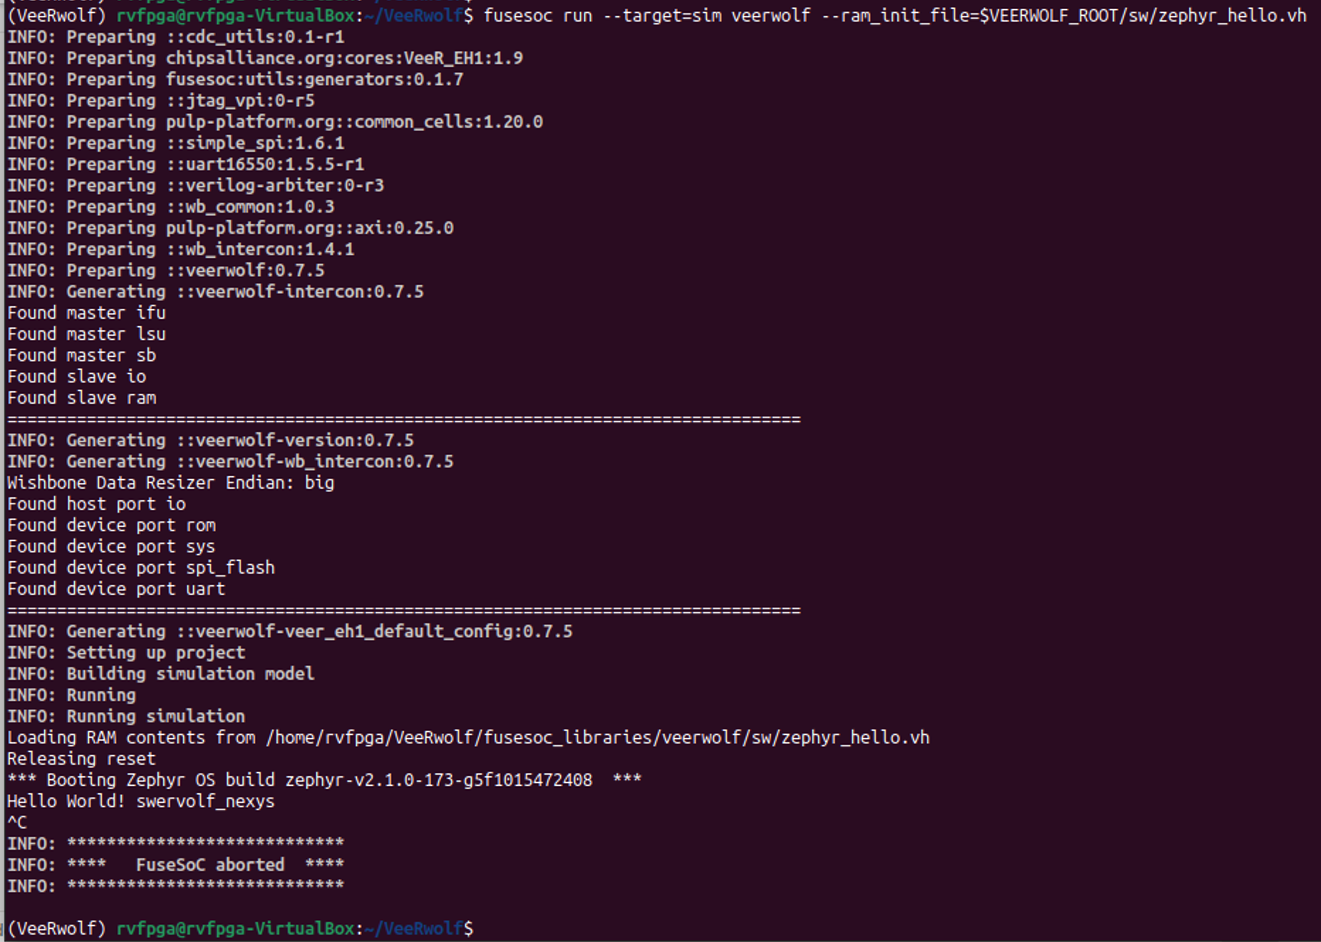 (VeeRwolf) rvfpga@rvfpga-VirtualBox:~/VeeRwolf$ fusesoc run --target=sim veerwolf --ram_init_file=$VEERWOLF_ROOT/sw/zephyr_hello.vh
INFO: Preparing ::cdc_utils:0.1-r1
INFO: Preparing chipsalliance.org:cores:VeeR_EH1:1.9
INFO: Preparing fusesoc:utils:generators:0.1.7
INFO: Preparing ::jtag_vpi:0-r5
INFO: Preparing pulp-platform.org::common_cells:1.20.0
INFO: Preparing ::simple_spi:1.6.1
INFO: Preparing ::uart16550:1.5.5-r1
INFO: Preparing ::verilog-arbiter:0-r3
INFO: Preparing ::wb_common:1.0.3
INFO: Preparing pulp-platform.org::axi:0.25.0
INFO: Preparing ::wb_intercon:1.4.1
INFO: Preparing ::veerwolf:0.7.5
INFO: Generating ::veerwolf-intercon:0.7.5
Found master ifu
Found master lsu
Found master sb
Found slave io
Found slave ram
================================================================================
INFO: Generating ::veerwolf-version:0.7.5
INFO: Generating ::veerwolf-wb_intercon:0.7.5
Wishbone Data Resizer Endian: big
Found host port io
Found device port rom
Found device port sys
Found device port spi_flash
Found device port uart
================================================================================
INFO: Generating ::veerwolf-veer_eh1_default_config:0.7.5
INFO: Setting up project
INFO: Building simulation model
INFO: Running
INFO: Running simulation
Loading RAM contents from /home/rvfpga/VeeRwolf/fusesoc_libraries/veerwolf/sw/zephyr_hello.vh
Releasing reset
*** Booting Zephyr OS build zephyr-v2.1.0-173-g5f1015472408  ***
Hello World! swervolf_nexys
^C
INFO: ****************************
INFO: ****   FuseSoC aborted  ****
INFO: ****************************
(VeeRwolf) rvfpga@rvfpga-VirtualBox:~/VeeRwolf$